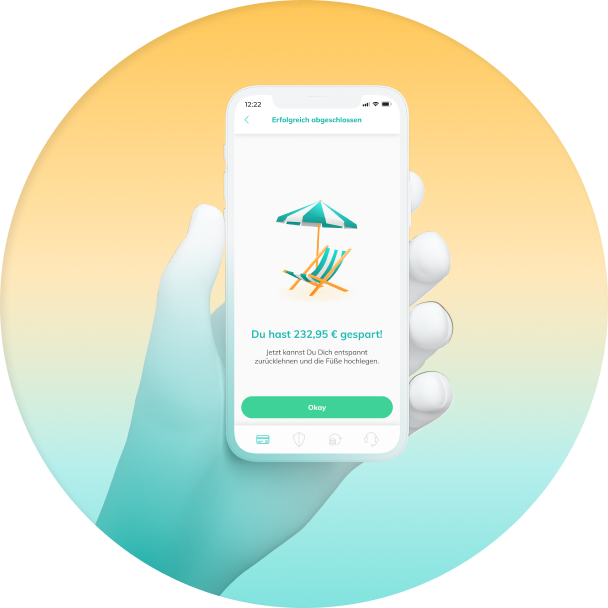 12:22
Erfolgreich abgeschlossen
Du hast 232,95 € gespart!
Jetzt kannst Du Dich entspannt
zurücklehnen und die Füße hochlegen.
Okay